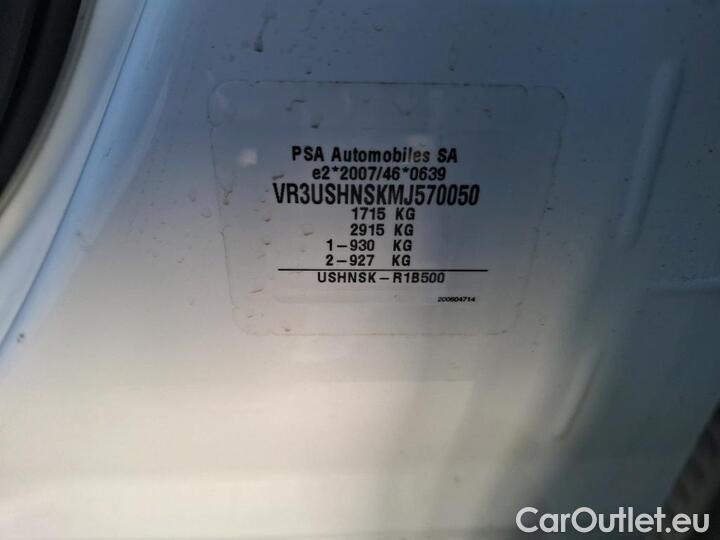 PSA Automobiles SA
e2*2007/46*0639
VR3USHNSKMJ570050
1715 KG
2915 KG
1-930 KG
2-927 KG
USHNSK-R1B500
200604714
CarOutlet.eu